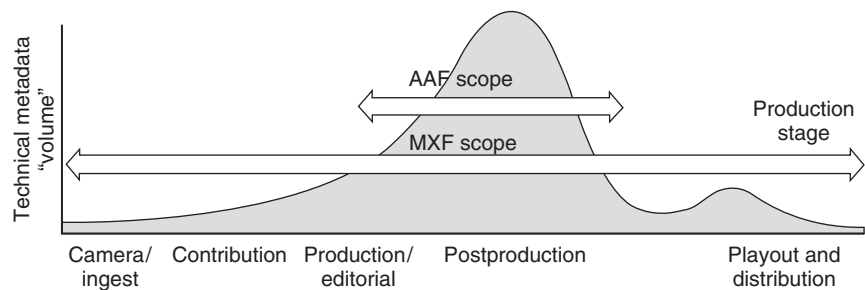 Technical metadata
“volume”
AAF scope
MXF scope
Production
stage
Camera/
ingest
Contribution
Production/
editorial
Postproduction
Playout and
distribution